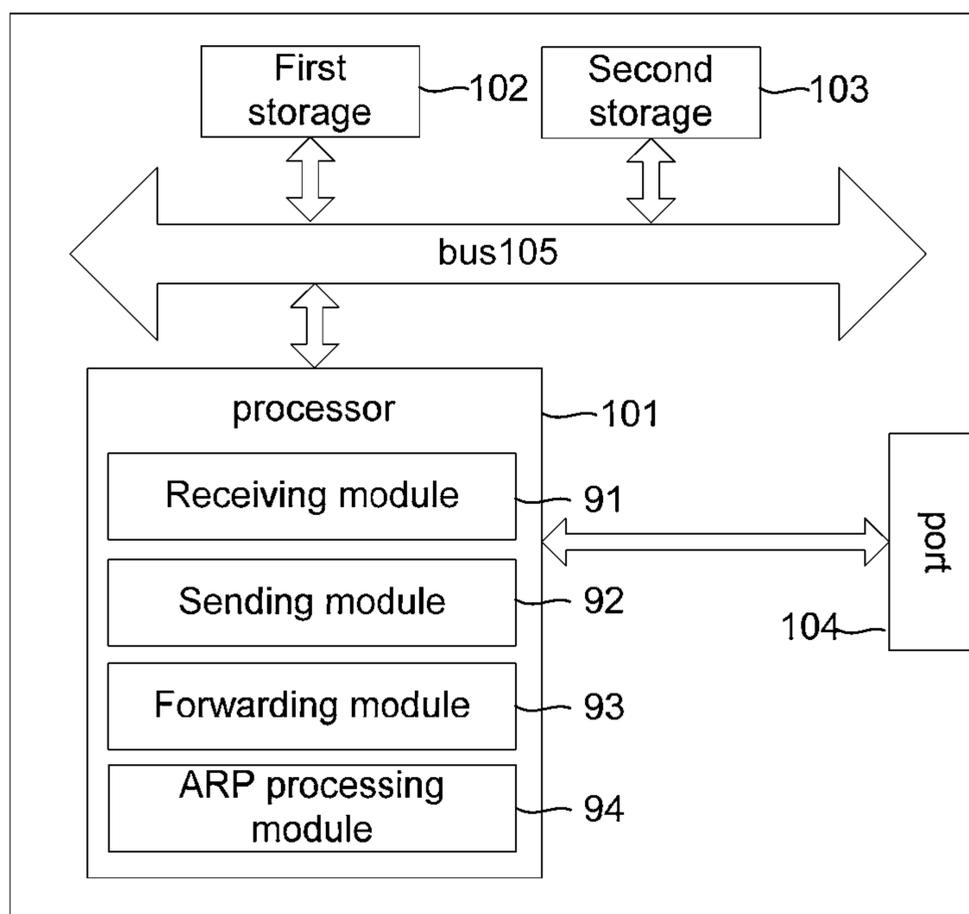 First
storage
102
Second
storage
103
bus105
processor
101
Receiving module
91
Sending module
92
Forwarding module
93
ARP processing
module
94
port
104